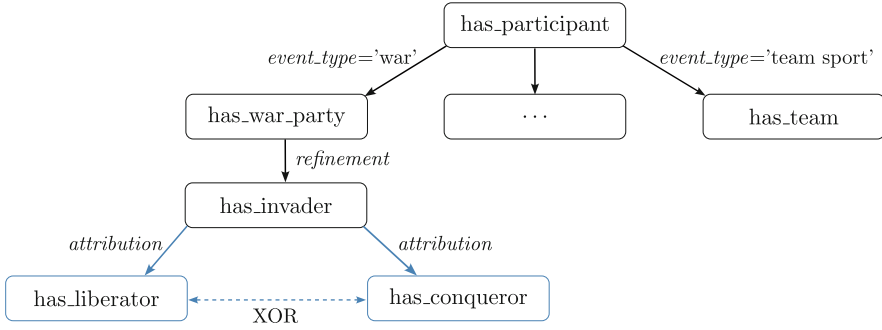 has_participant
event_type='war'
event_type='team sport'
has_war_party
...
has_team
refinement
has_invader
attribution
attribution
has_liberator
has_conqueror
XOR